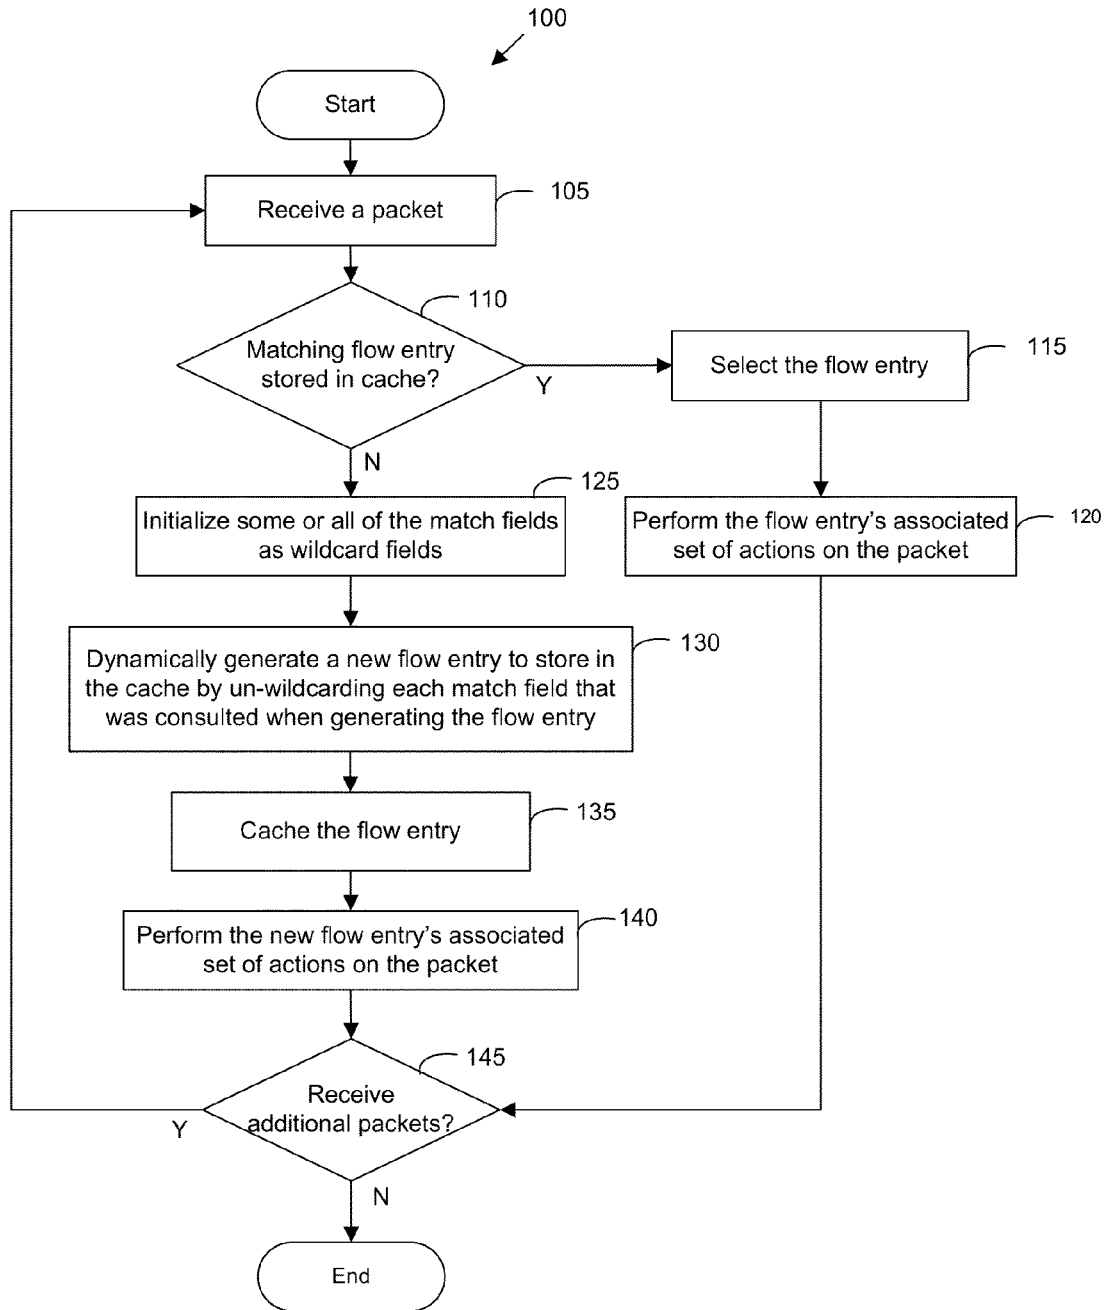 100
Start
Receive a packet
105
110
Matching flow entry
stored in cache?
Y
Select the flow entry
115
N
125
Initialize some or all of the match fields
as wildcard fields
Perform the flow entry's associated
set of actions on the packet
120
130
Dynamically generate a new flow entry to store in
the cache by un-wildcarding each match field that
was consulted when generating the flow entry
135
Cache the flow entry
140
Perform the new flow entry's associated
set of actions on the packet
145
Receive
additional packets?
Y
N
End